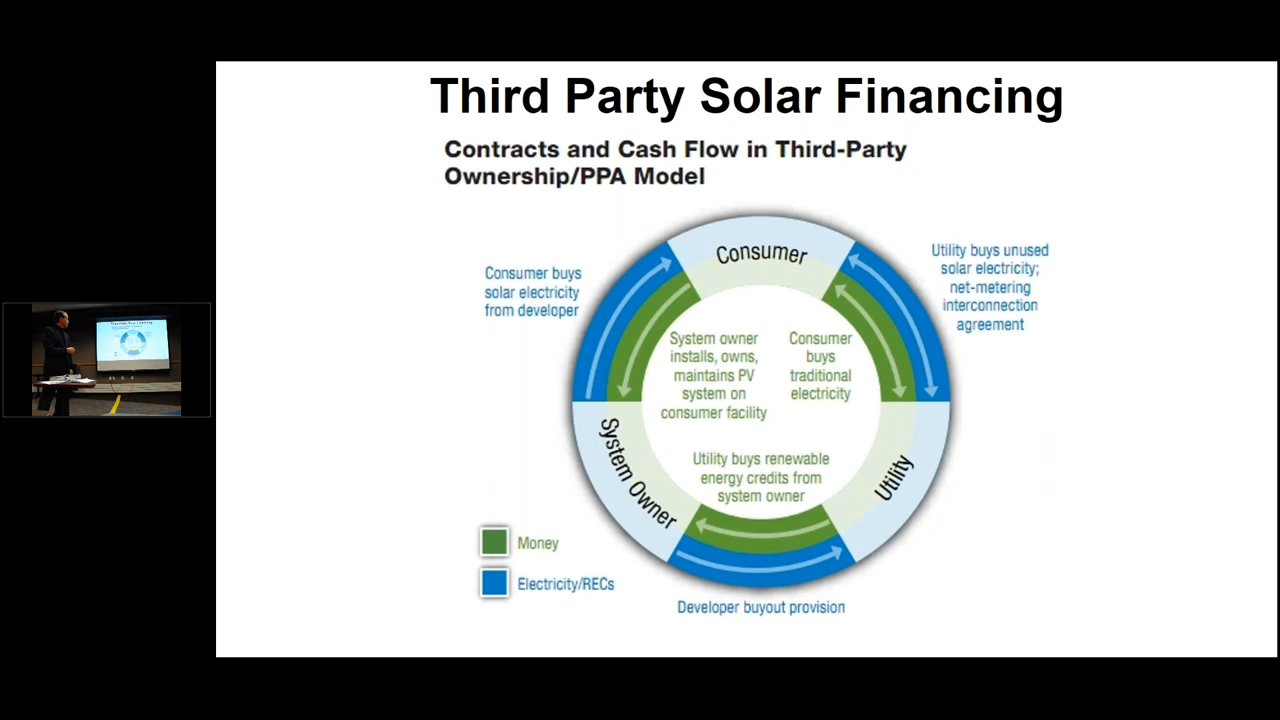 Third Party Solar Financing
Contracts and Cash Flow in Third-Party
Ownership/PPA Model
Consumer
Consumer buys
solar electricity
from developer
Utility buys unused
solar electricity;
net-metering
interconnection
agreement
System owner
installs, owns,
maintains PV
system on
consumer facility
Consumer
buys
traditional
electricity
System Owner
Utility
Utility buys renewable
energy credits from
system owner
Money
Electricity/RECs
Developer buyout provision